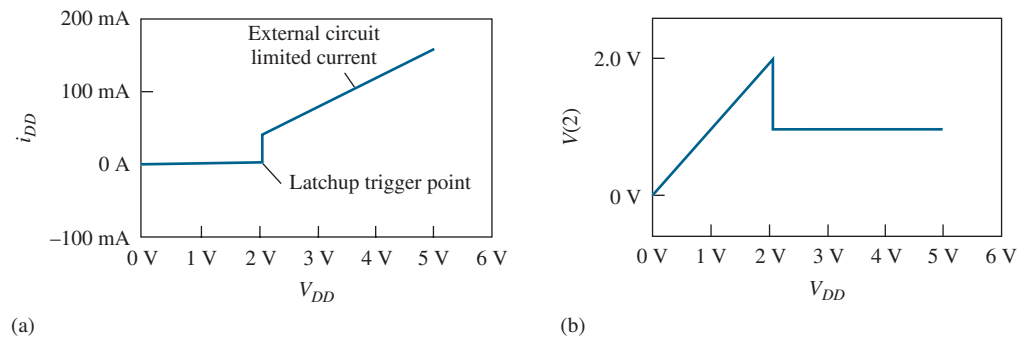 200 mA
External circuit
limited current
100 mA
i_DD
0 A
Latchup trigger point
–100 mA
0 V 1 V 2 V 3 V 4 V 5 V 6 V
V_DD
(a)
2.0 V
V(2)
0 V
0 V 1 V 2 V 3 V 4 V 5 V 6 V
V_DD
(b)